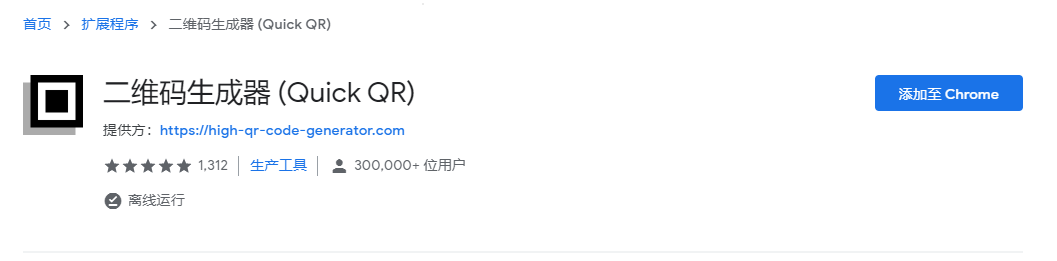 首页 > 扩展程序 > 二维码生成器 (Quick QR)
二维码生成器 (Quick QR)
添加至 Chrome
提供方：https://high-qr-code-generator.com
★★★★★ 1,312 | 生产工具 | 300,000+ 位用户
离线运行